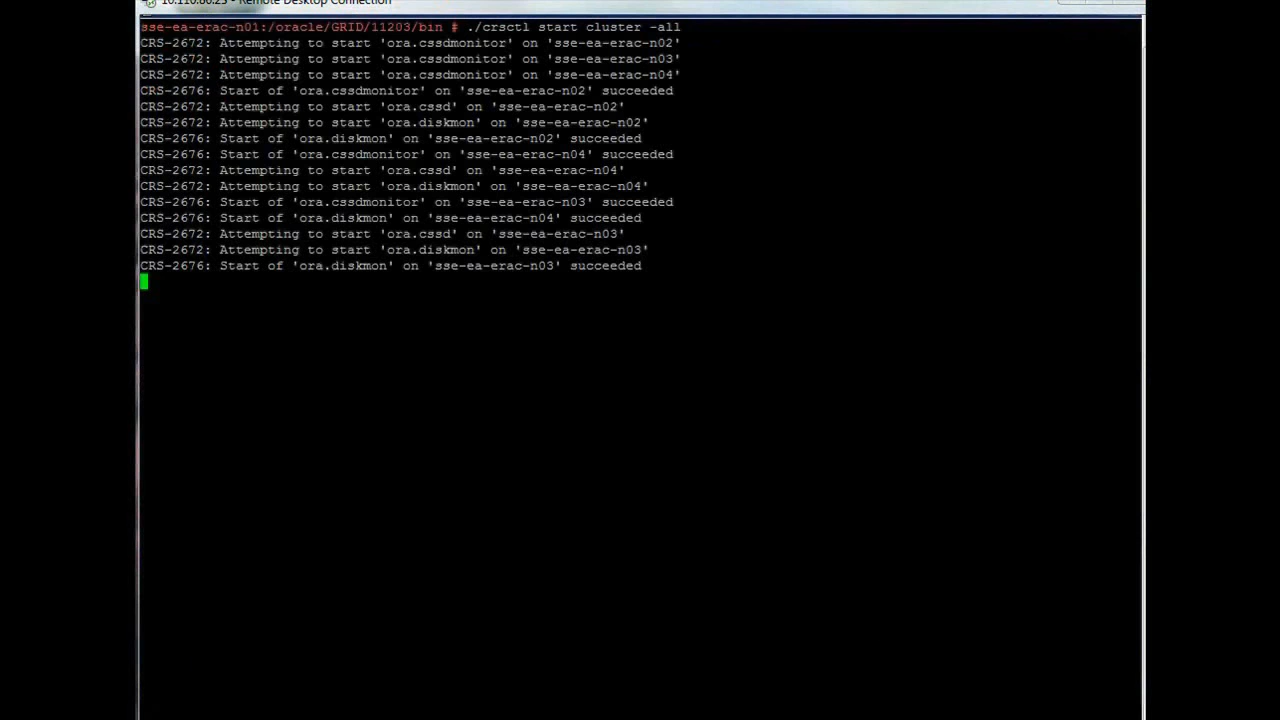 10.110.80.23 - Remote Desktop Connection
sse-ea-erac-n01:/oracle/GRID/11203/bin # ./crsctl start cluster -all
CRS-2672: Attempting to start 'ora.cssdmonitor' on 'sse-ea-erac-n02'
CRS-2672: Attempting to start 'ora.cssdmonitor' on 'sse-ea-erac-n03'
CRS-2672: Attempting to start 'ora.cssdmonitor' on 'sse-ea-erac-n04'
CRS-2676: Start of 'ora.cssdmonitor' on 'sse-ea-erac-n02' succeeded
CRS-2672: Attempting to start 'ora.cssd' on 'sse-ea-erac-n02'
CRS-2672: Attempting to start 'ora.diskmon' on 'sse-ea-erac-n02'
CRS-2676: Start of 'ora.diskmon' on 'sse-ea-erac-n02' succeeded
CRS-2676: Start of 'ora.cssdmonitor' on 'sse-ea-erac-n04' succeeded
CRS-2672: Attempting to start 'ora.cssd' on 'sse-ea-erac-n04'
CRS-2672: Attempting to start 'ora.diskmon' on 'sse-ea-erac-n04'
CRS-2676: Start of 'ora.cssdmonitor' on 'sse-ea-erac-n03' succeeded
CRS-2676: Start of 'ora.diskmon' on 'sse-ea-erac-n04' succeeded
CRS-2672: Attempting to start 'ora.cssd' on 'sse-ea-erac-n03'
CRS-2672: Attempting to start 'ora.diskmon' on 'sse-ea-erac-n03'
CRS-2676: Start of 'ora.diskmon' on 'sse-ea-erac-n03' succeeded